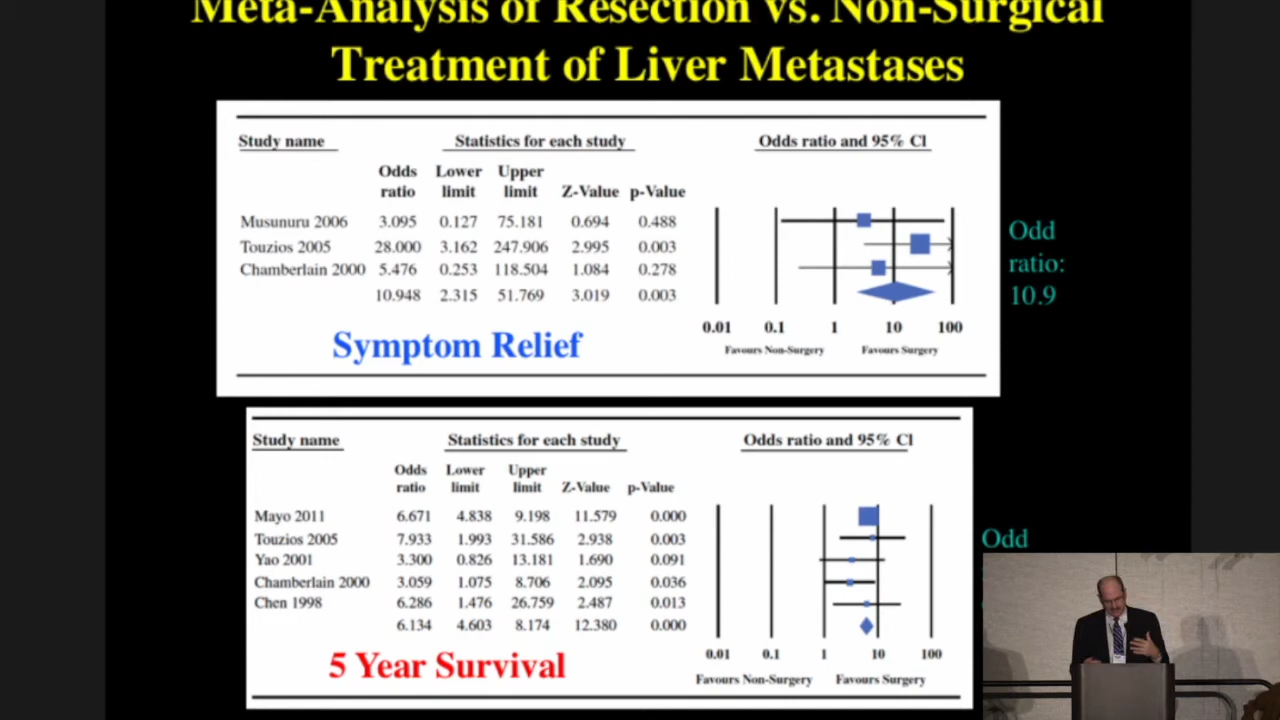 Meta-Analysis of Resection vs. Non-Surgical
Treatment of Liver Metastases
Study name Statistics for each study Odds ratio and 95% CI
Odds Lower Upper
ratio limit limit Z-Value p-Value
Musunuru 2006 3.095 0.127 75.181 0.694 0.488
Touzios 2005 28.000 3.162 247.906 2.995 0.003
Chamberlain 2000 5.476 0.253 118.504 1.084 0.278
10.948 2.315 51.769 3.019 0.003
0.01 0.1 1 10 100
Favours Non-Surgery Favours Surgery
Symptom Relief
Odd
ratio:
10.9
Study name Statistics for each study Odds ratio and 95% CI
Odds Lower Upper
ratio limit limit Z-Value p-Value
Mayo 2011 6.671 4.838 9.198 11.579 0.000
Touzios 2005 7.933 1.993 31.586 2.938 0.003
Yao 2001 3.300 0.826 13.181 1.690 0.091
Chamberlain 2000 3.059 1.075 8.706 2.095 0.036
Chen 1998 6.286 1.476 26.759 2.487 0.013
6.134 4.603 8.174 12.380 0.000
0.01 0.1 1 10 100
Favours Non-Surgery Favours Surgery
5 Year Survival
Odd